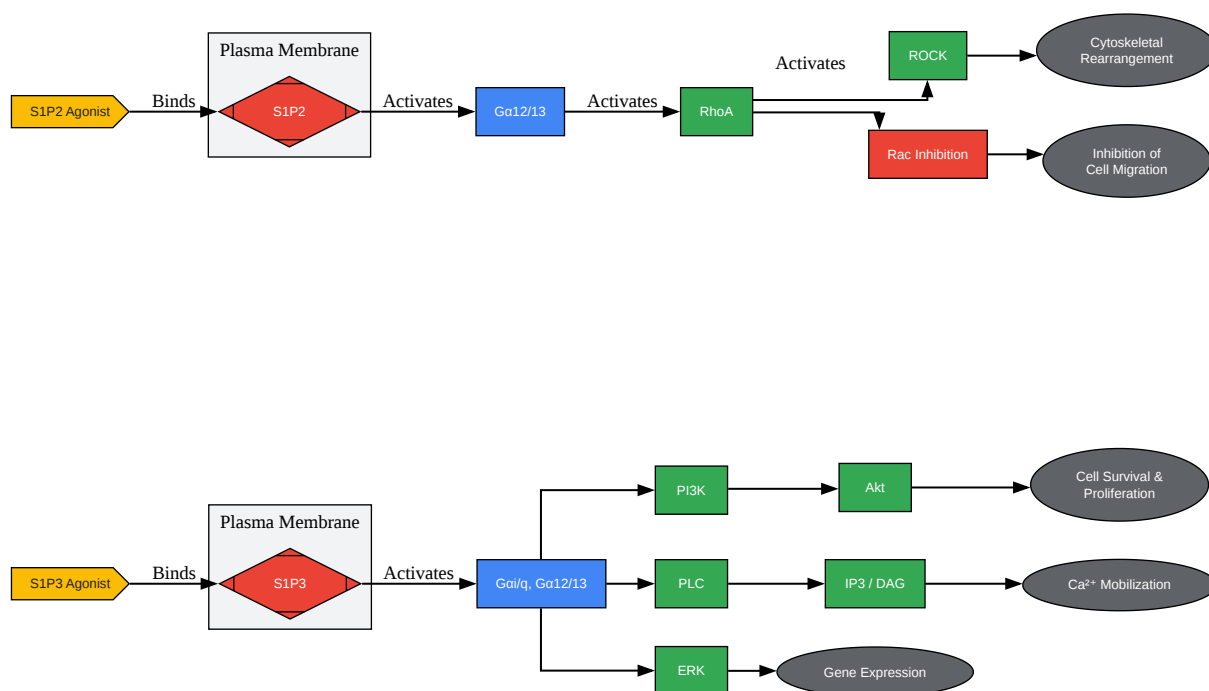 Plasma Membrane
S1P2 Agonist
Binds
S1P2
Activates
Gα12/13
Activates
RhoA
Activates
ROCK
Cytoskeletal
Rearrangement
Rac Inhibition
Inhibition of
Cell Migration
Plasma Membrane
S1P3 Agonist
Binds
S1P3
Activates
Gαi/q, Gα12/13
PI3K
Akt
Cell Survival &
Proliferation
PLC
IP3 / DAG
Ca²⁺ Mobilization
ERK
Gene Expression